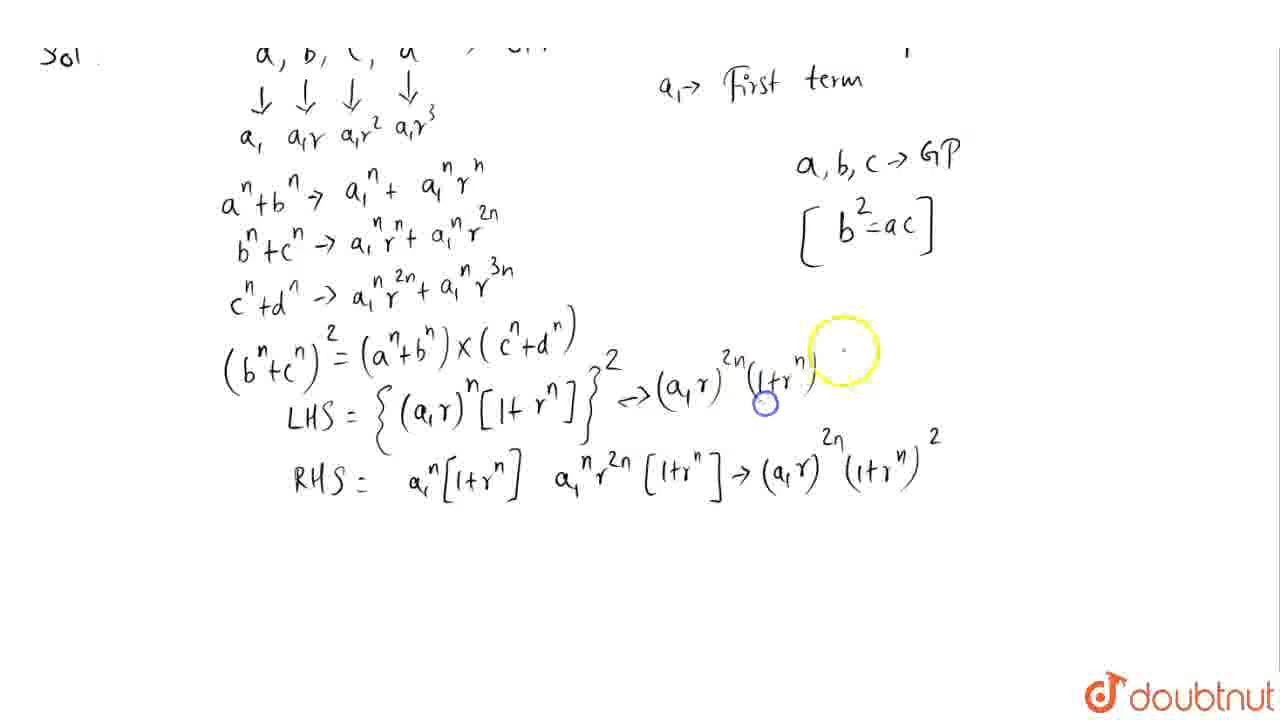 Sol.
a, b, c, d → G.P.
a₁→ First term
a₁ a₁r a₁r² a₁r³
a, b, c → GP
aⁿ+bⁿ → a₁ⁿ + a₁ⁿrⁿ
[b²=ac]
bⁿ+cⁿ → a₁ⁿrⁿ + a₁ⁿr²ⁿ
cⁿ+dⁿ → a₁ⁿr²ⁿ + a₁ⁿr³ⁿ
(bⁿ+cⁿ)² = (aⁿ+bⁿ) × (cⁿ+dⁿ)
LHS = {(a₁r)ⁿ[1+rⁿ]}² → (a₁r)²ⁿ(1+rⁿ)
RHS = a₁ⁿ[1+rⁿ] a₁ⁿr²ⁿ[1+rⁿ] → (a₁r)²ⁿ(1+rⁿ)²
doubtnut